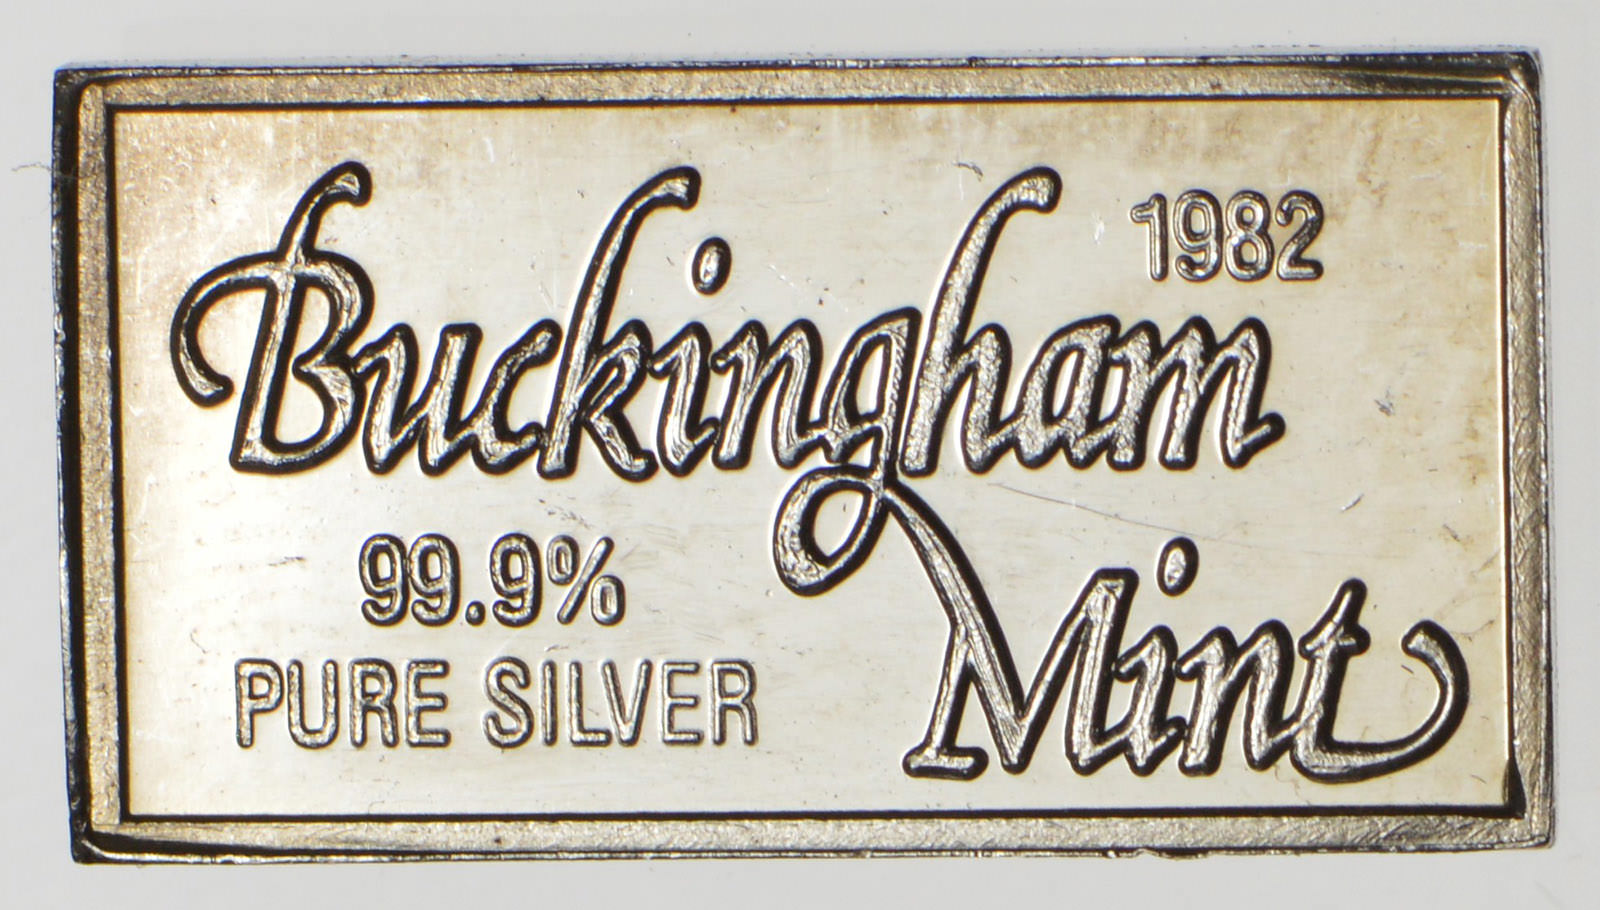 1982
Buckingham
Mint
99.9%
PURE SILVER